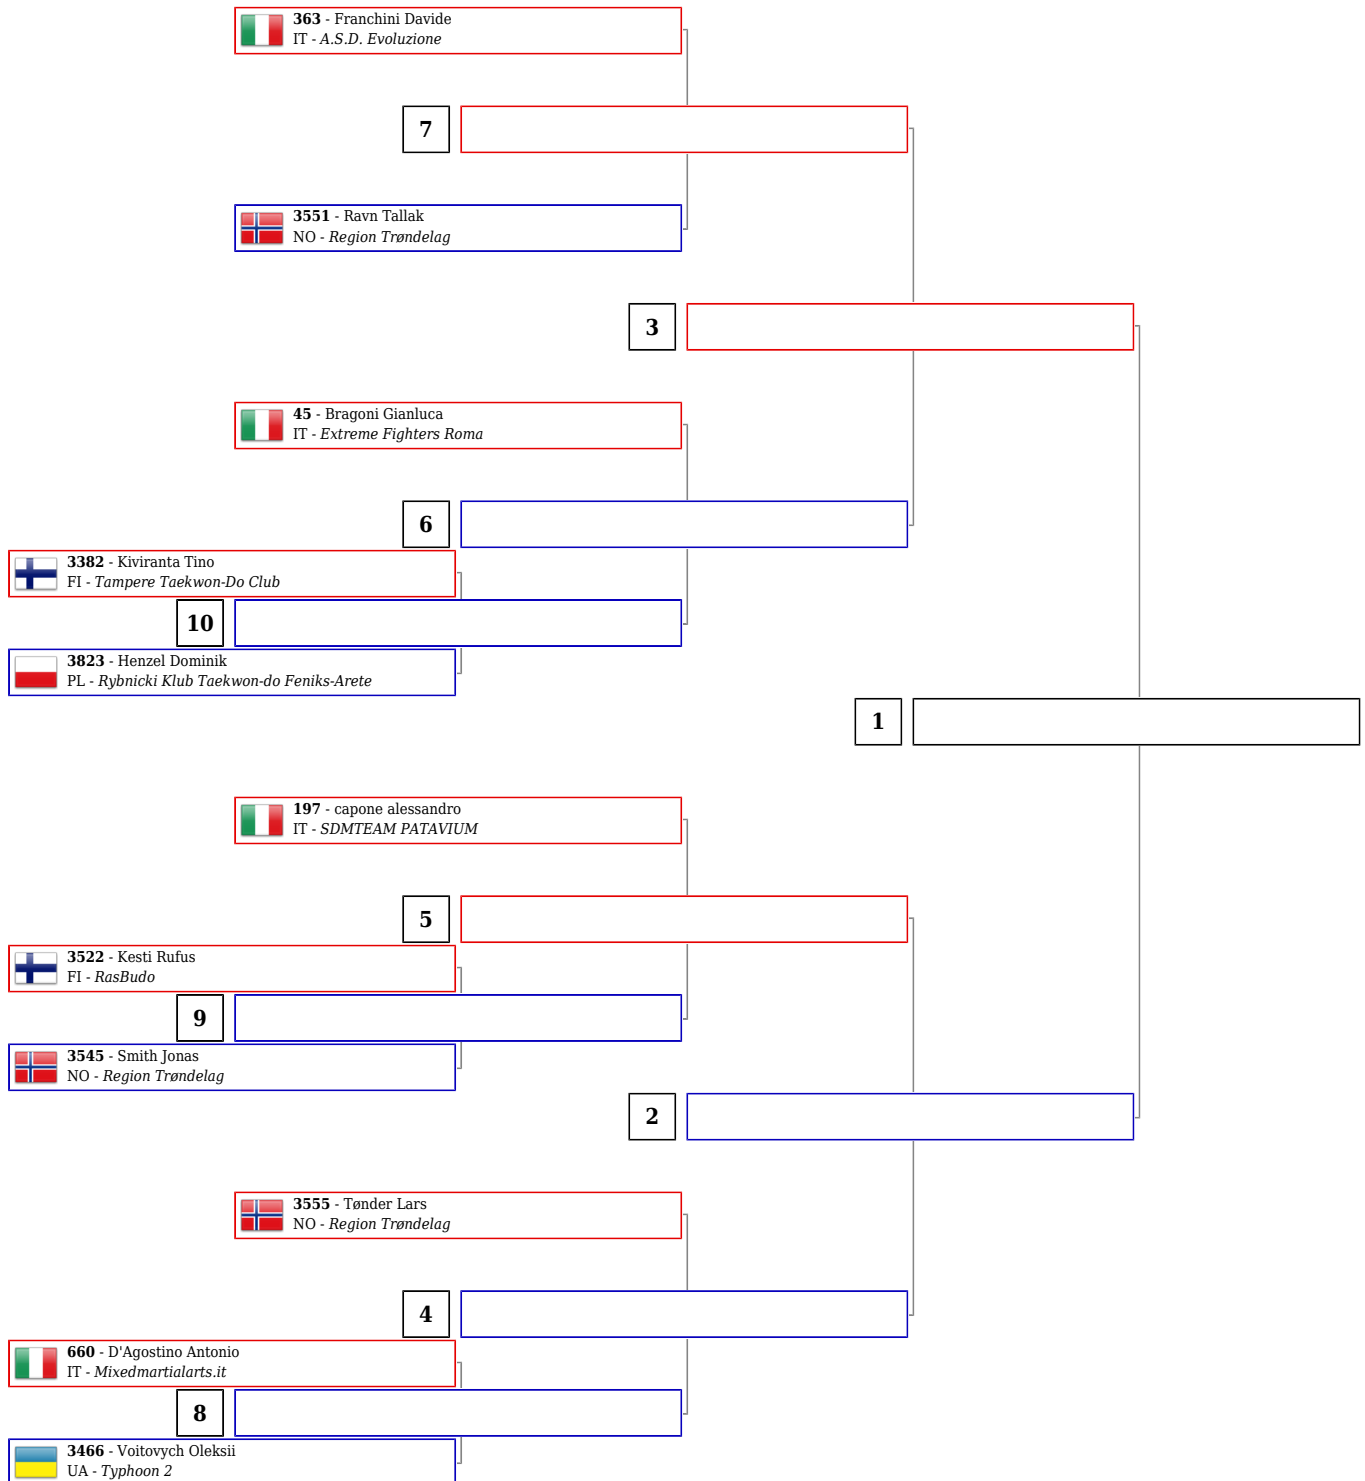 363 - Franchini Davide
IT - A.S.D. Evoluzione
7
3551 - Ravn Tallak
NO - Region Trøndelag
3
45 - Bragoni Gianluca
IT - Extreme Fighters Roma
6
3382 - Kiviranta Tino
FI - Tampere Taekwon-Do Club
10
3823 - Henzel Dominik
PL - Rybnicki Klub Taekwon-do Feniks-Arete
1
197 - capone alessandro
IT - SDMTEAM PATAVIUM
5
3522 - Kesti Rufus
FI - RasBudo
9
3545 - Smith Jonas
NO - Region Trøndelag
2
3555 - Tønder Lars
NO - Region Trøndelag
4
660 - D'Agostino Antonio
IT - Mixedmartialarts.it
8
3466 - Voitovych Oleksii
UA - Typhoon 2